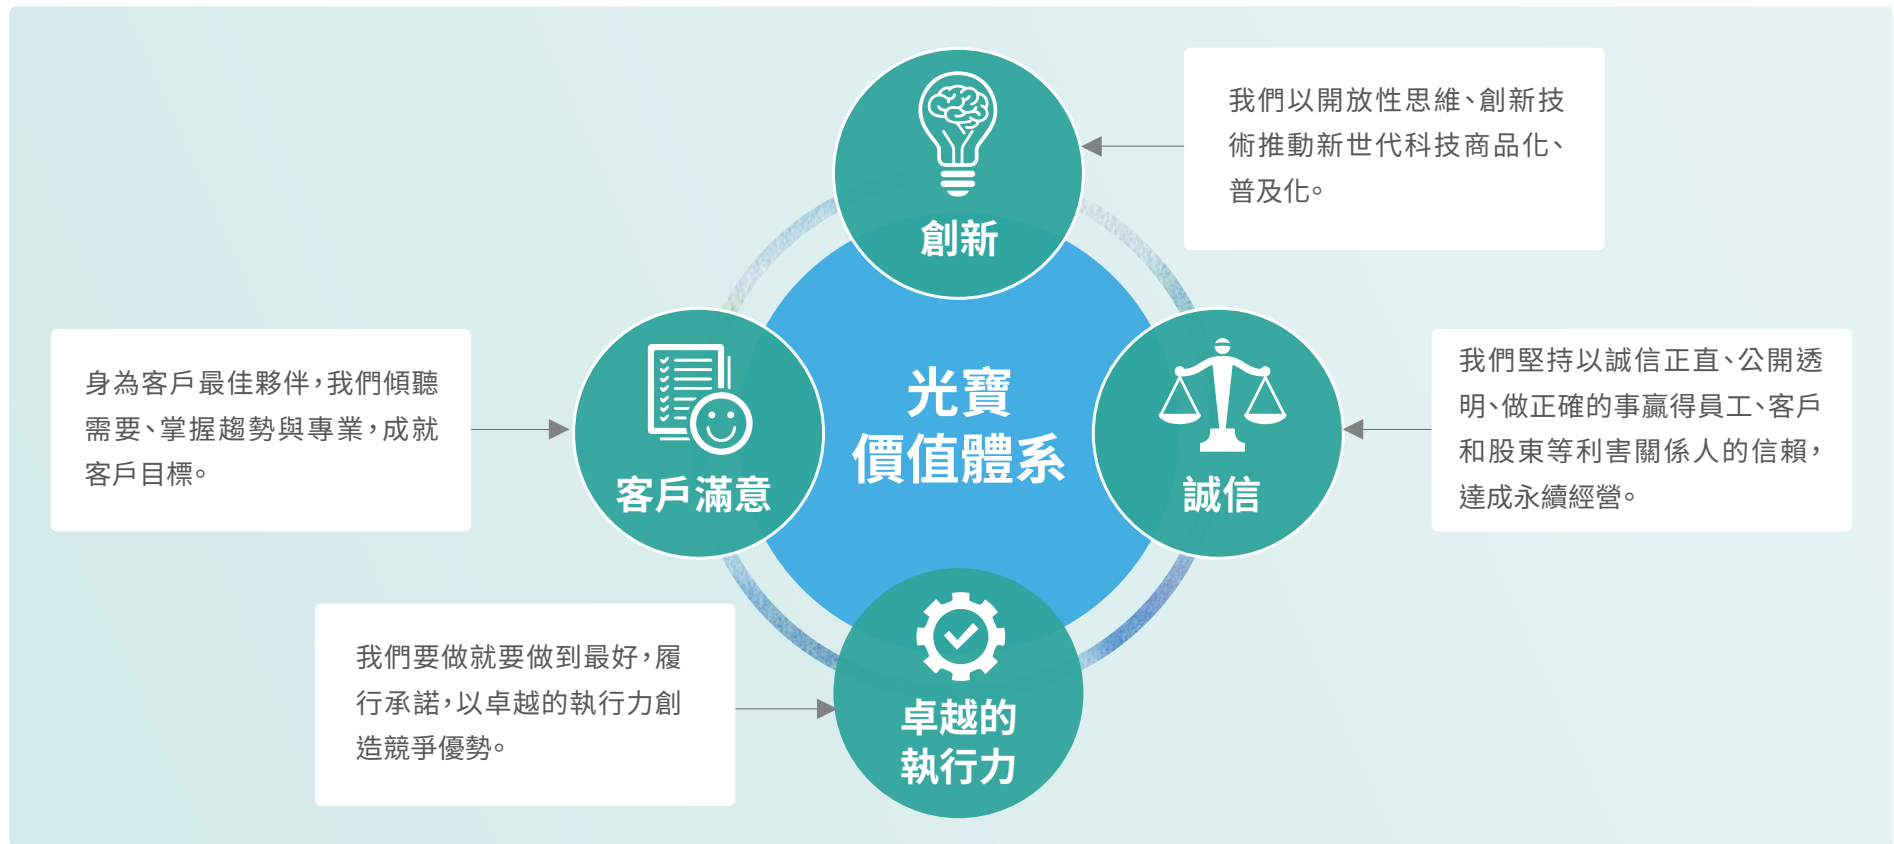 創新
我們以開放性思維、創新技
術推動新世代科技商品化、
普及化。
光寶
價值體系
客戶滿意
身為客戶最佳夥伴，我們傾聽
需要、掌握趨勢與專業，成就
客戶目標。
誠信
我們堅持以誠信正直、公開透
明、做正確的事贏得員工、客戶
和股東等利害關係人的信賴，
達成永續經營。
卓越的
執行力
我們要做就要做到最好，履
行承諾，以卓越的執行力創
造競爭優勢。